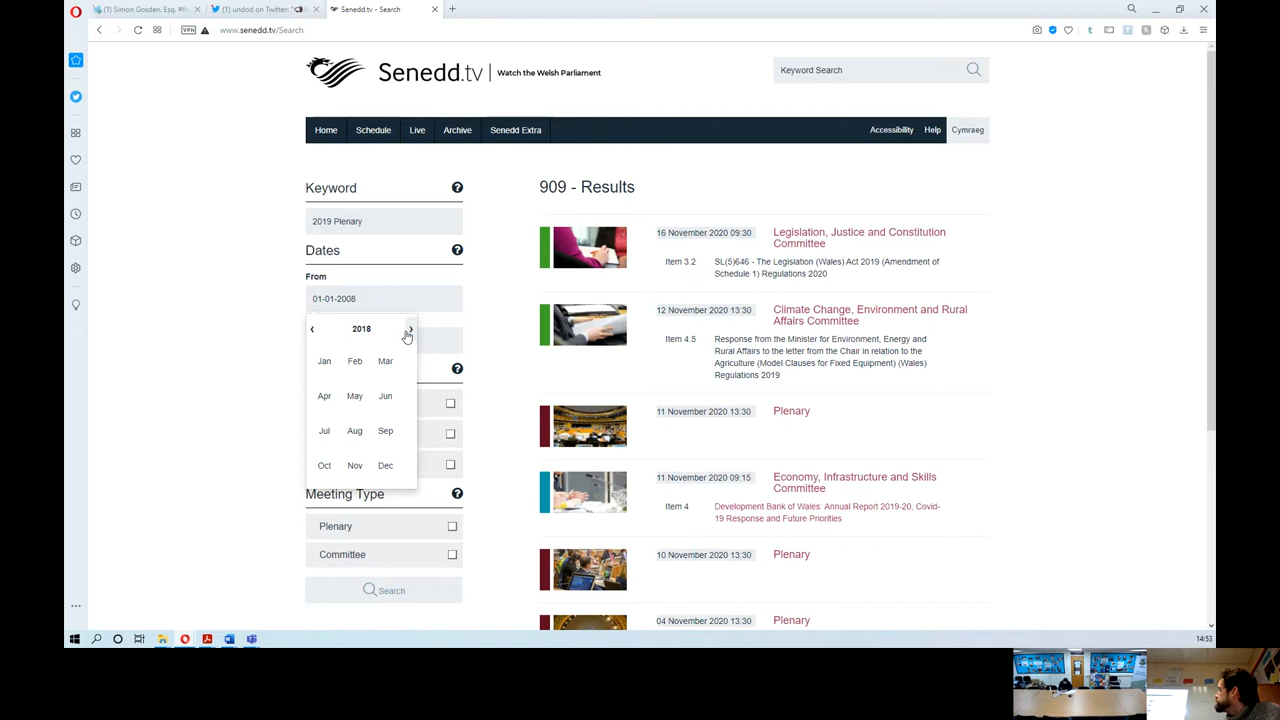 (1) Simon Gosden. Esq. #fb
(1) undod on Twitter: "
Senedd.tv - Search
VPN
www.senedd.tv/Search
Senedd.tv
Watch the Welsh Parliament
Keyword Search
Home
Schedule
Live
Archive
Senedd Extra
Accessibility
Help
Cymraeg
Keyword
2019 Plenary
Dates
From
01-01-2008
2018
Jan Feb Mar
Apr May Jun
Jul Aug Sep
Oct Nov Dec
Meeting Type
Plenary
Committee
Search
909 - Results
16 November 2020 09:30
Legislation, Justice and Constitution
Committee
Item 3.2
SL(5)646 - The Legislation (Wales) Act 2019 (Amendment of
Schedule 1) Regulations 2020
12 November 2020 13:30
Climate Change, Environment and Rural
Affairs Committee
Item 4.5
Response from the Minister for Environment, Energy and
Rural Affairs to the letter from the Chair in relation to the
Agriculture (Model Clauses for Fixed Equipment) (Wales)
Regulations 2019
11 November 2020 13:30
Plenary
11 November 2020 09:15
Economy, Infrastructure and Skills
Committee
Item 4
Development Bank of Wales: Annual Report 2019-20, Covid-
19 Response and Future Priorities
10 November 2020 13:30
Plenary
04 November 2020 13:30
Plenary
14:53